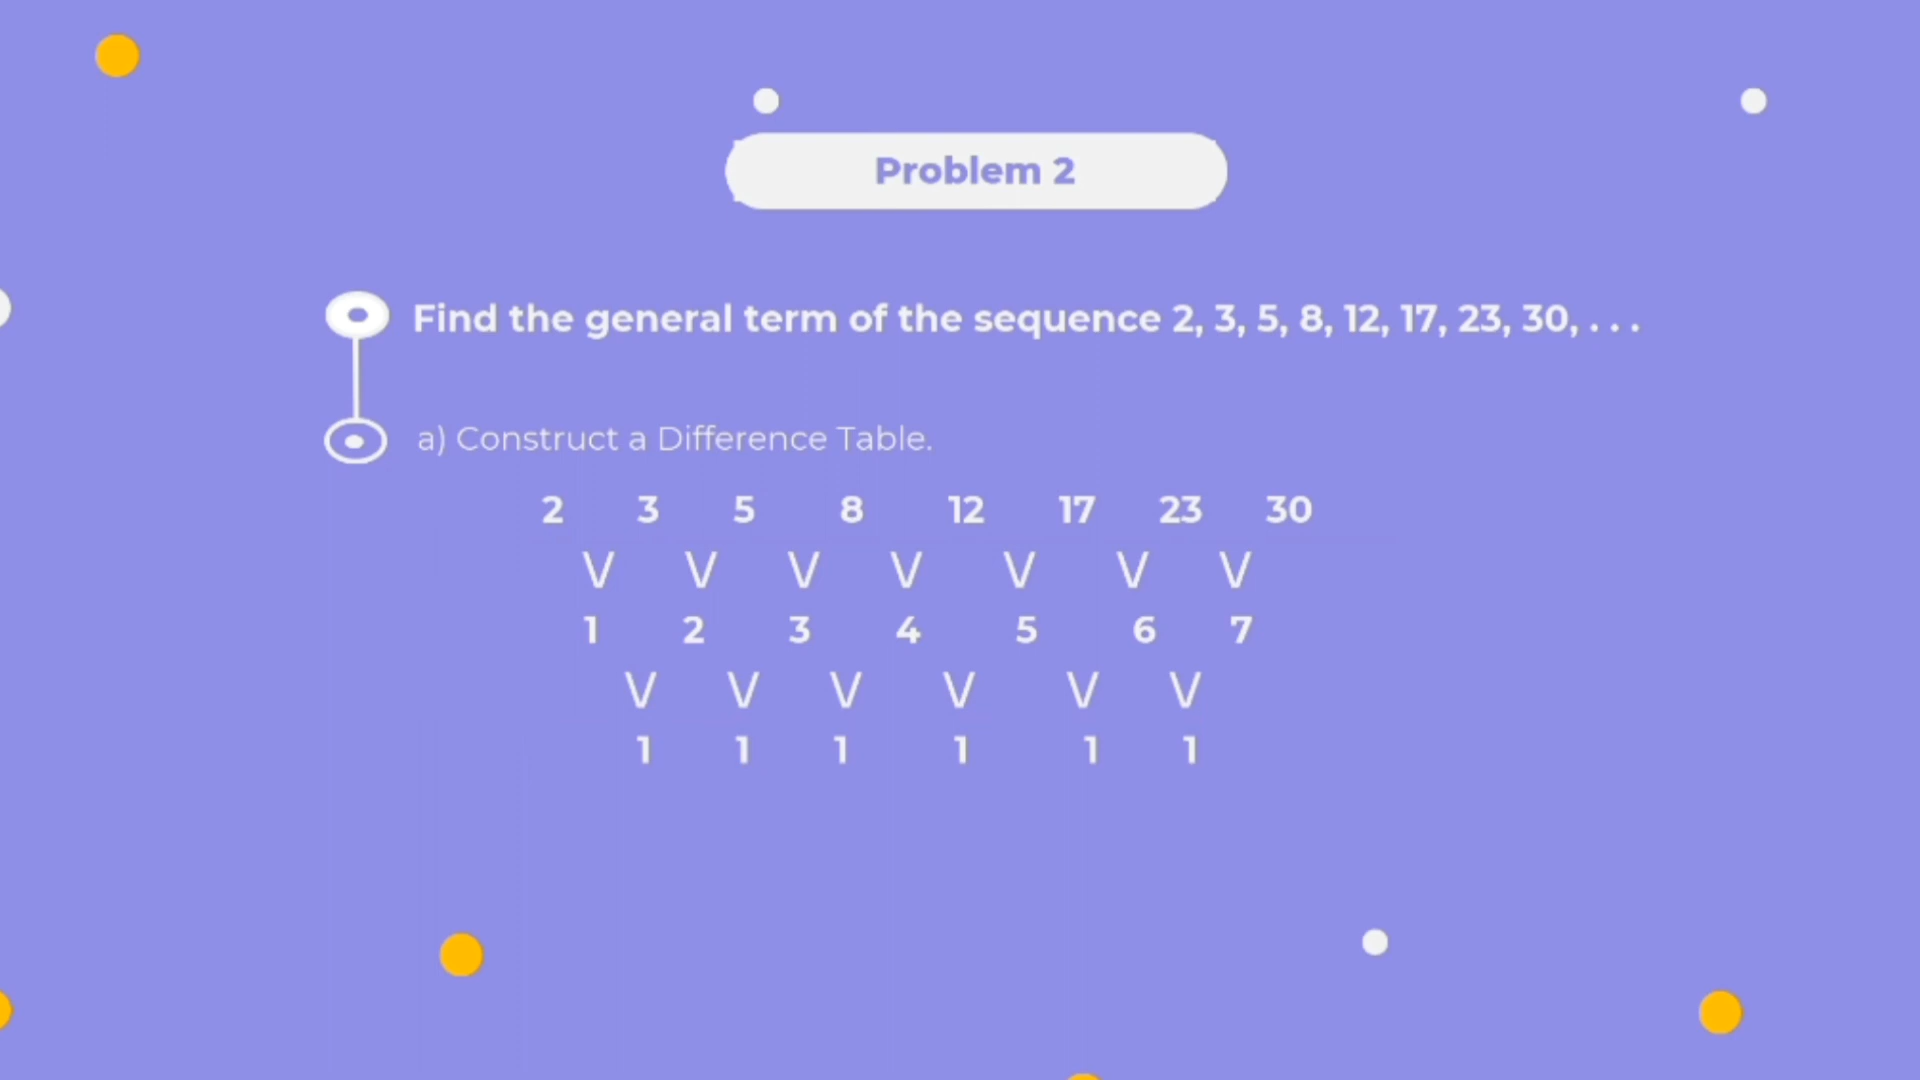 Problem 2
Find the general term of the sequence 2, 3, 5, 8, 12, 17, 23, 30, . . .
a) Construct a Difference Table.
2 3 5 8 12 17 23 30
V V V V V V V
1 2 3 4 5 6 7
V V V V V V
1 1 1 1 1 1